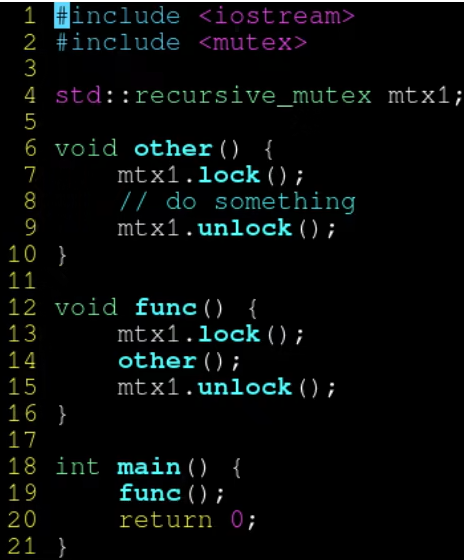 1 #include <iostream>
2 #include <mutex>
3
4 std::recursive_mutex mtx1;
5
6 void other() {
7     mtx1.lock();
8     // do something
9     mtx1.unlock();
10 }
11
12 void func() {
13     mtx1.lock();
14     other();
15     mtx1.unlock();
16 }
17
18 int main() {
19     func();
20     return 0;
21 }